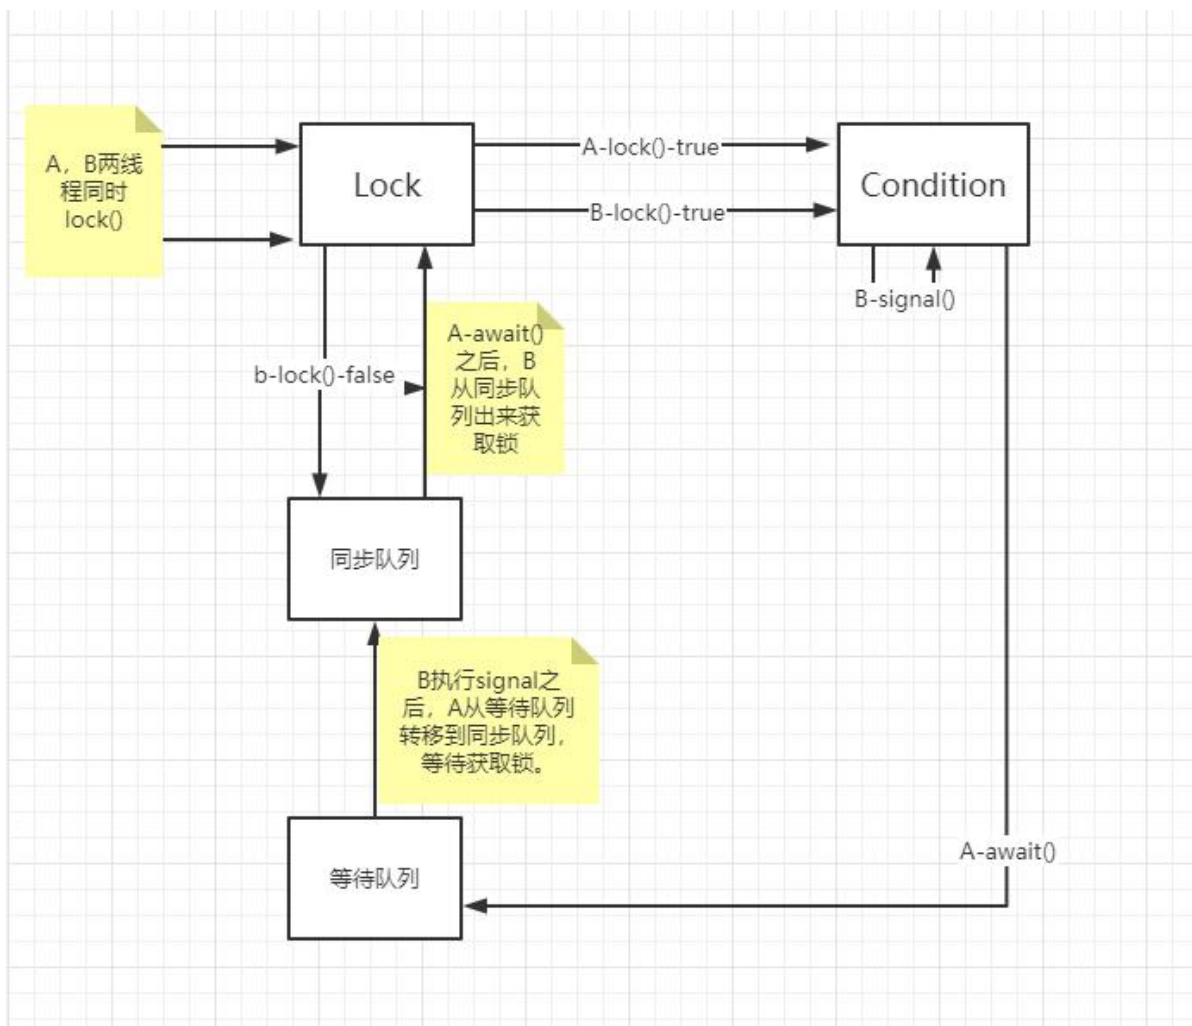 A，B两线
程同时
lock()
Lock
A-lock()-true
B-lock()-true
Condition
B-signal()
b-lock()-false
A-await()
之后，B
从同步队
列出来获
取锁
同步队列
B执行signal之
后，A从等待队列
转移到同步队列，
等待获取锁。
等待队列
A-await()